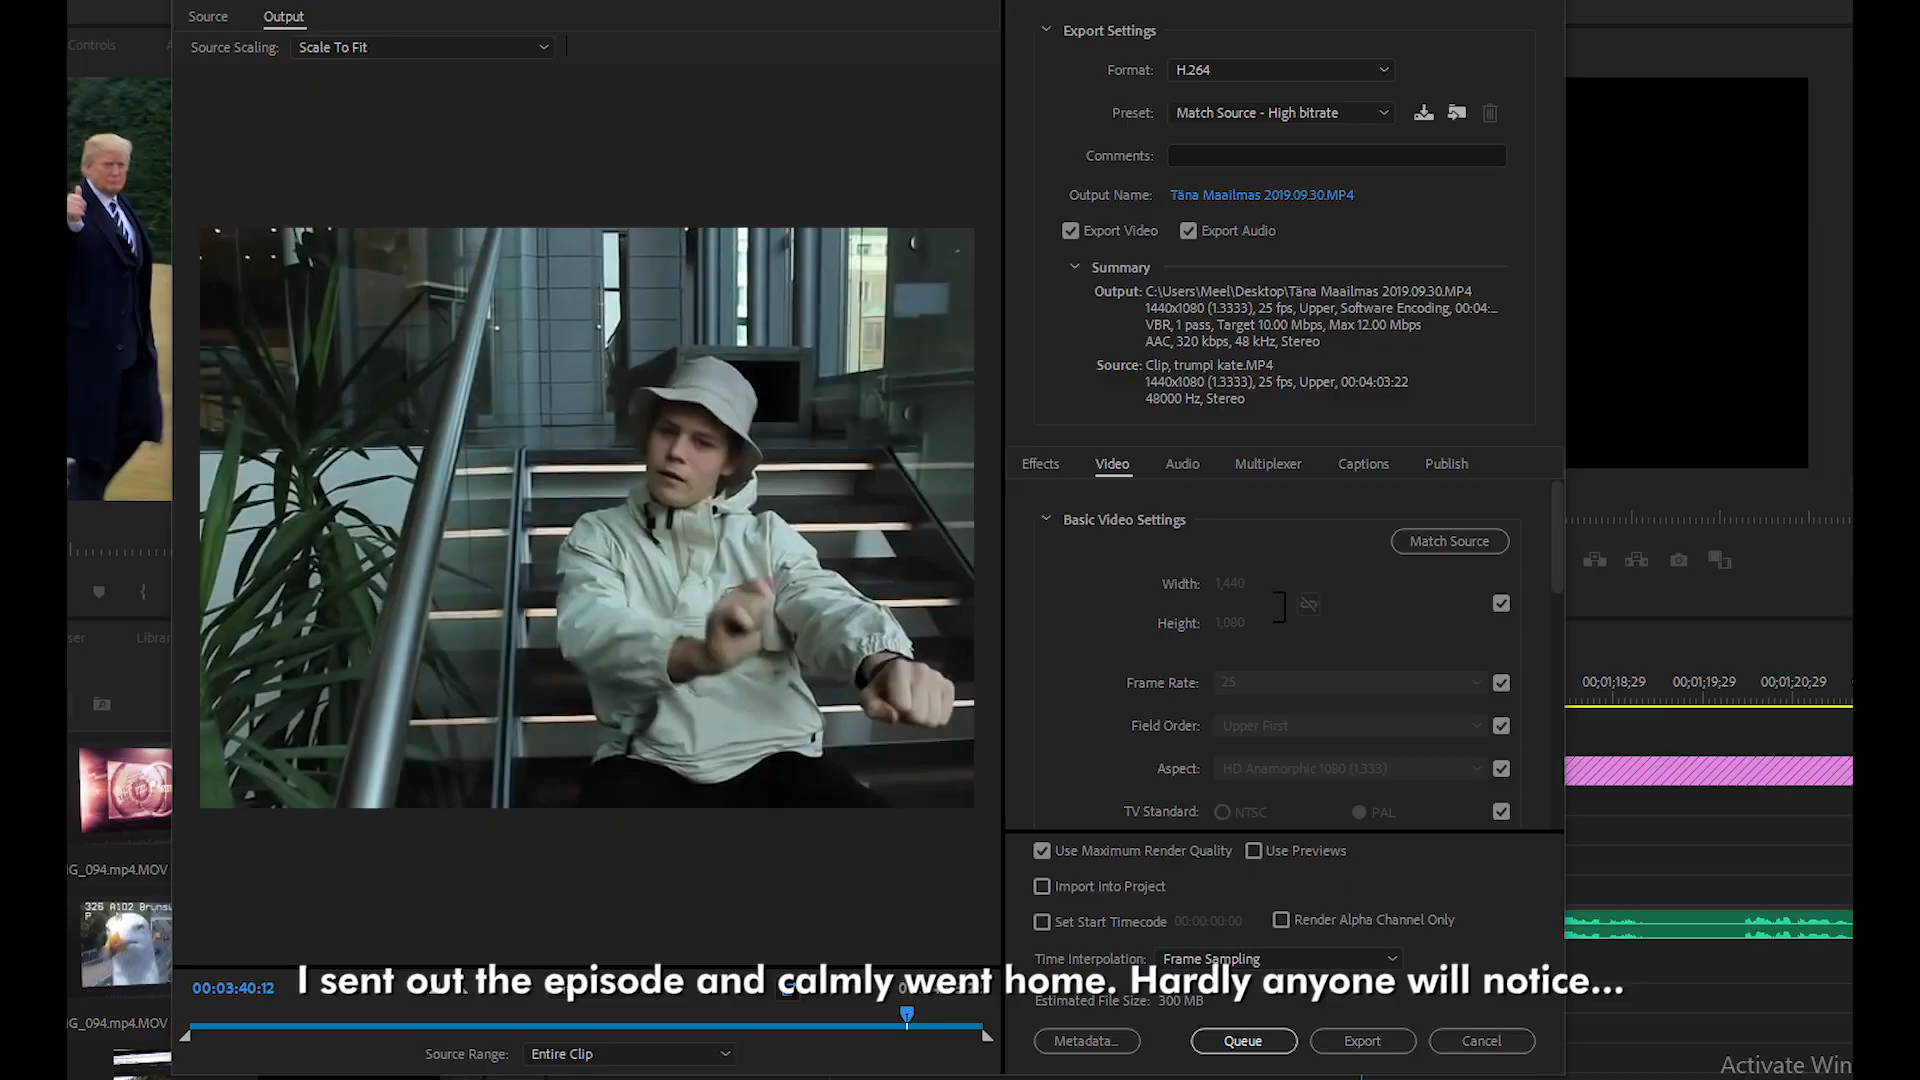 Source
Output
Source Scaling:
Scale To Fit
Controls
Export Settings
Format:
H.264
Preset:
Match Source - High bitrate
Comments:
Output Name:
Täna Maailmas 2019.09.30.MP4
Export Video
Export Audio
Summary
Output: C:\Users\Meel\Desktop\Täna Maailmas 2019.09.30.MP4
1440x1080 (1.3333), 25 fps, Upper, Software Encoding, 00:04:...
VBR, 1 pass, Target 10.00 Mbps, Max 12.00 Mbps
AAC, 320 kbps, 48 kHz, Stereo
Source: Clip, trumpi kate.MP4
1440x1080 (1.3333), 25 fps, Upper, 00:04:03:22
48000 Hz, Stereo
Effects
Video
Audio
Multiplexer
Captions
Publish
Basic Video Settings
Match Source
Width:
1,440
Height:
1,080
Frame Rate:
25
Field Order:
Upper First
Aspect:
HD Anamorphic 1080 (1.333)
TV Standard:
NTSC
PAL
00;01;18;29
00;01;19;29
00;01;20;29
G_094.mp4.MOV
326 A102
P
G_094.mp4.MOV
Use Maximum Render Quality
Use Previews
Import Into Project
Set Start Timecode
00:00:00:00
Render Alpha Channel Only
Time Interpolation:
Frame Sampling
I sent out the episode and calmly went home. Hardly anyone will notice...
00:03:40:12
Estimated File Size:
300 MB
Source Range:
Entire Clip
Metadata...
Queue
Export
Cancel
Activate Win